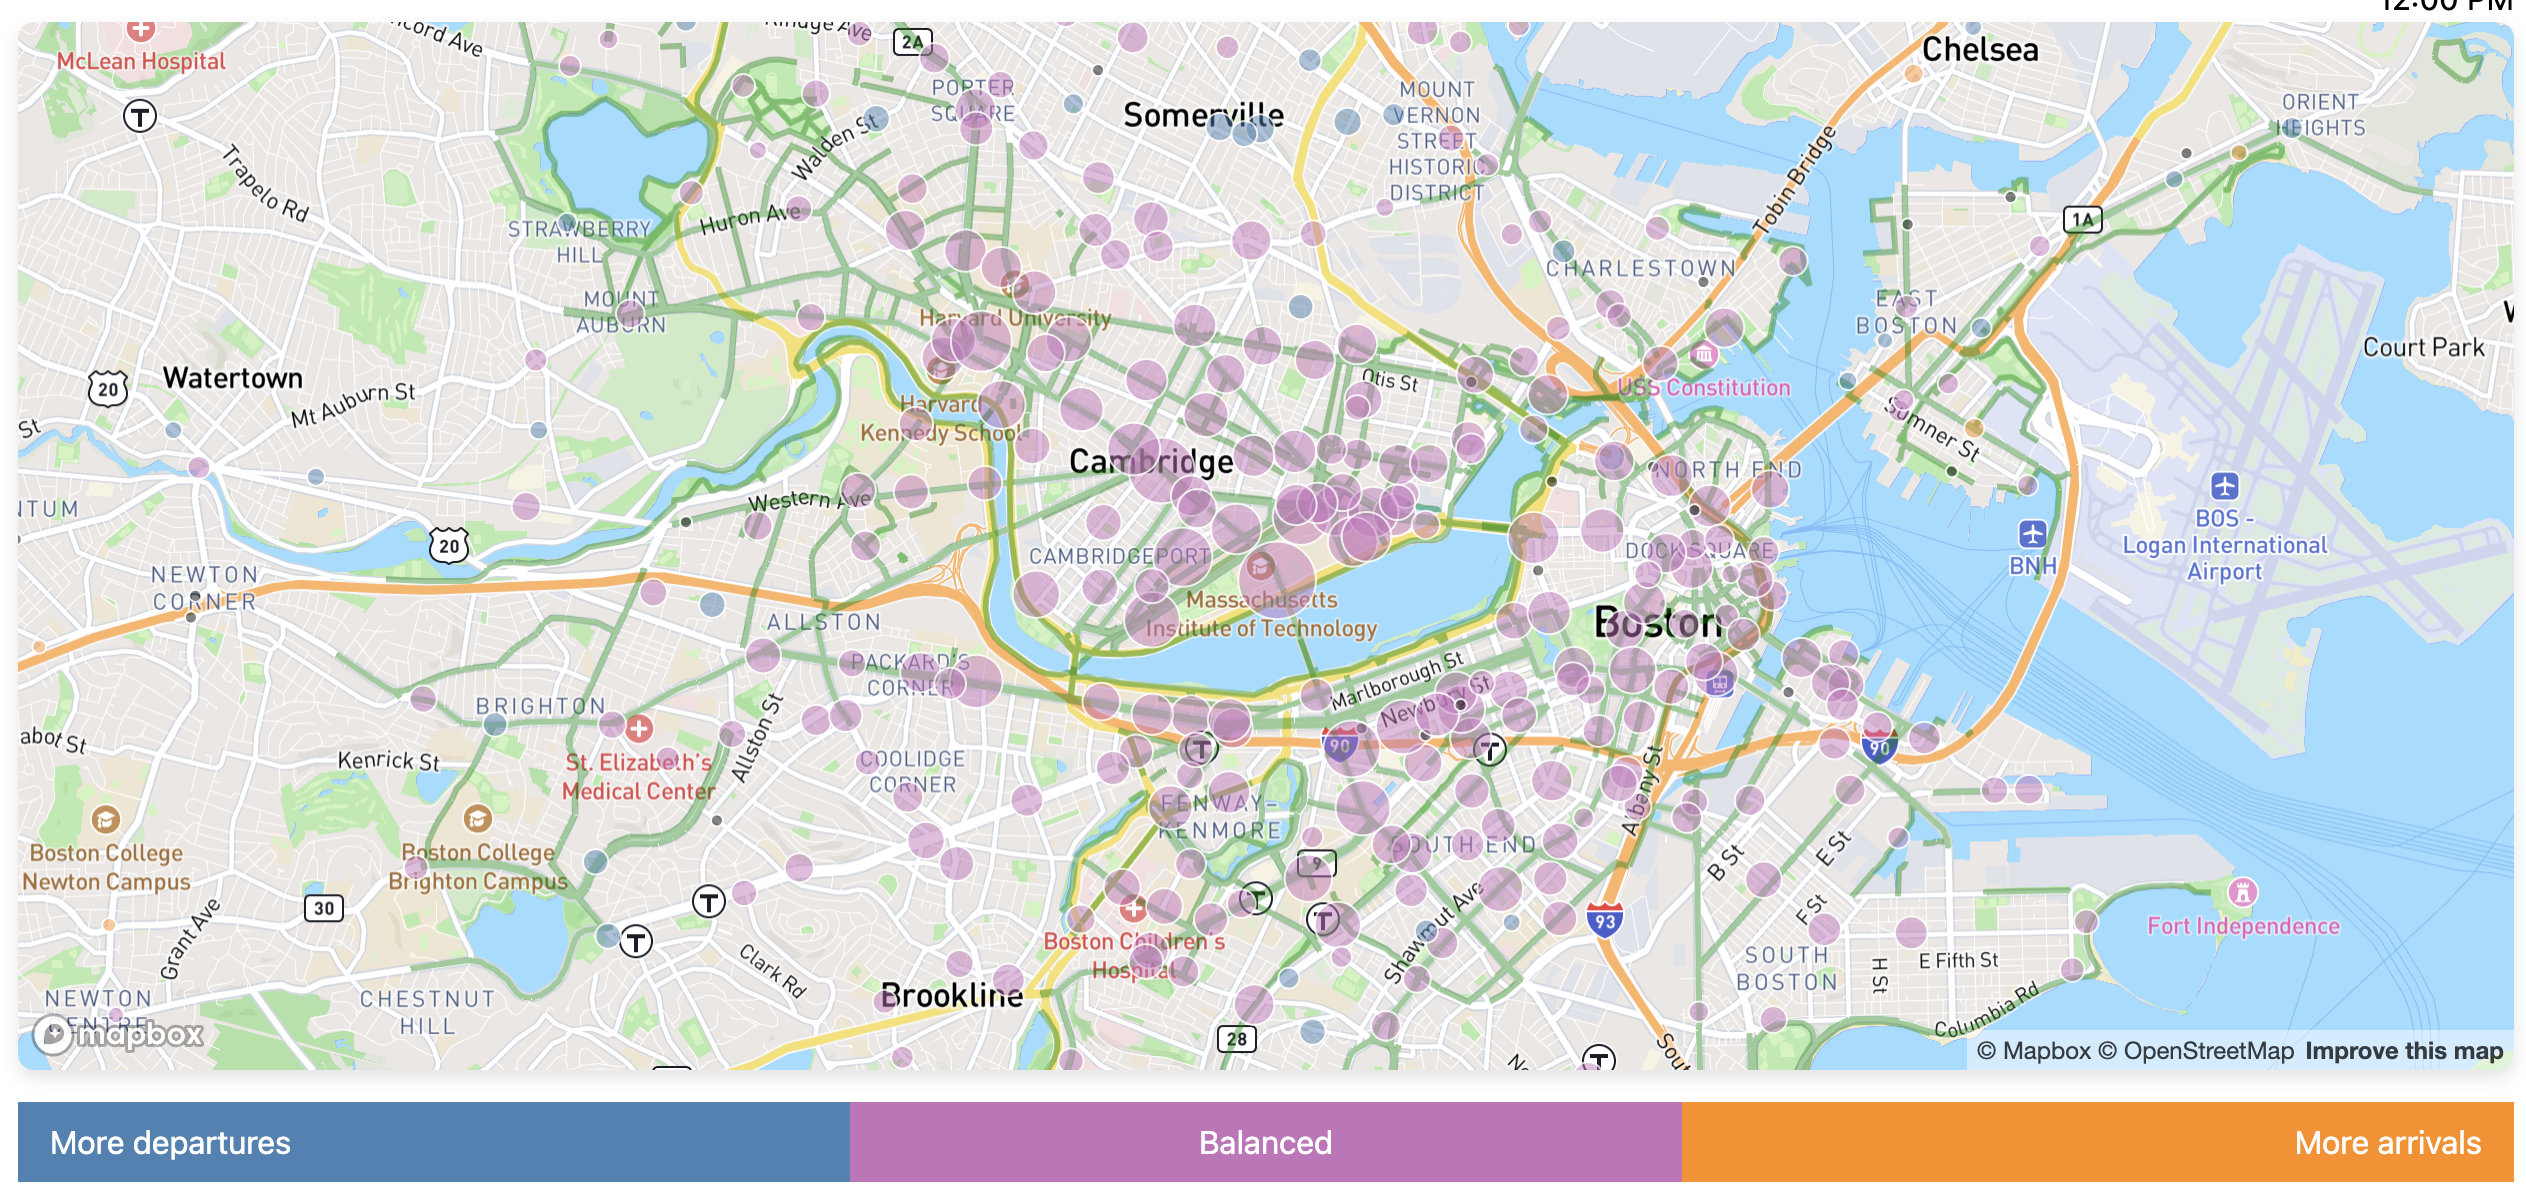 12:00 PM
McLean Hospital
Ridge Ave
2A
Chelsea
PORTER
SQUARE
Somerville
MOUNT
VERNON
STREET
HISTORIC
DISTRICT
ORIENT
HEIGHTS
T
Trapelo Rd
Walden St
Tobin Bridge
Huron Ave
1A
STRAWBERRY
HILL
CHARLESTOWN
MOUNT
AUBURN
Harvard University
EAST
BOSTON
Court Park
20
Watertown
Mt Auburn St
Otis St
USS Constitution
Harvard
Kennedy School
Sumner St
St
Cambridge
NORTH END
Western Ave
20
BOS -
Logan International
Airport
BNH
CAMBRIDGEPORT
DOCK SQUARE
NEWTON
CORNER
Massachusetts
Institute of Technology
Boston
ALLSTON
PACKARD'S
CORNER
Marlborough St
Newbury St
BRIGHTON
Allston St
Kenrick St
St. Elizabeth's
Medical Center
COOLIDGE
CORNER
T
90
T
90
Albany St
FENWAY–
KENMORE
SOUTH END
B St
E St
F St
Boston College
Newton Campus
Boston College
Brighton Campus
9
30
T
T
T
T
93
Grant Ave
Shawmut Ave
Fort Independence
Boston Children's
Hospital
Clark Rd
SOUTH
BOSTON
H St
E Fifth St
Columbia Rd
Brookline
NEWTON
CENTRE
CHESTNUT
HILL
28
T
mapbox
© Mapbox © OpenStreetMap Improve this map
More departures
Balanced
More arrivals